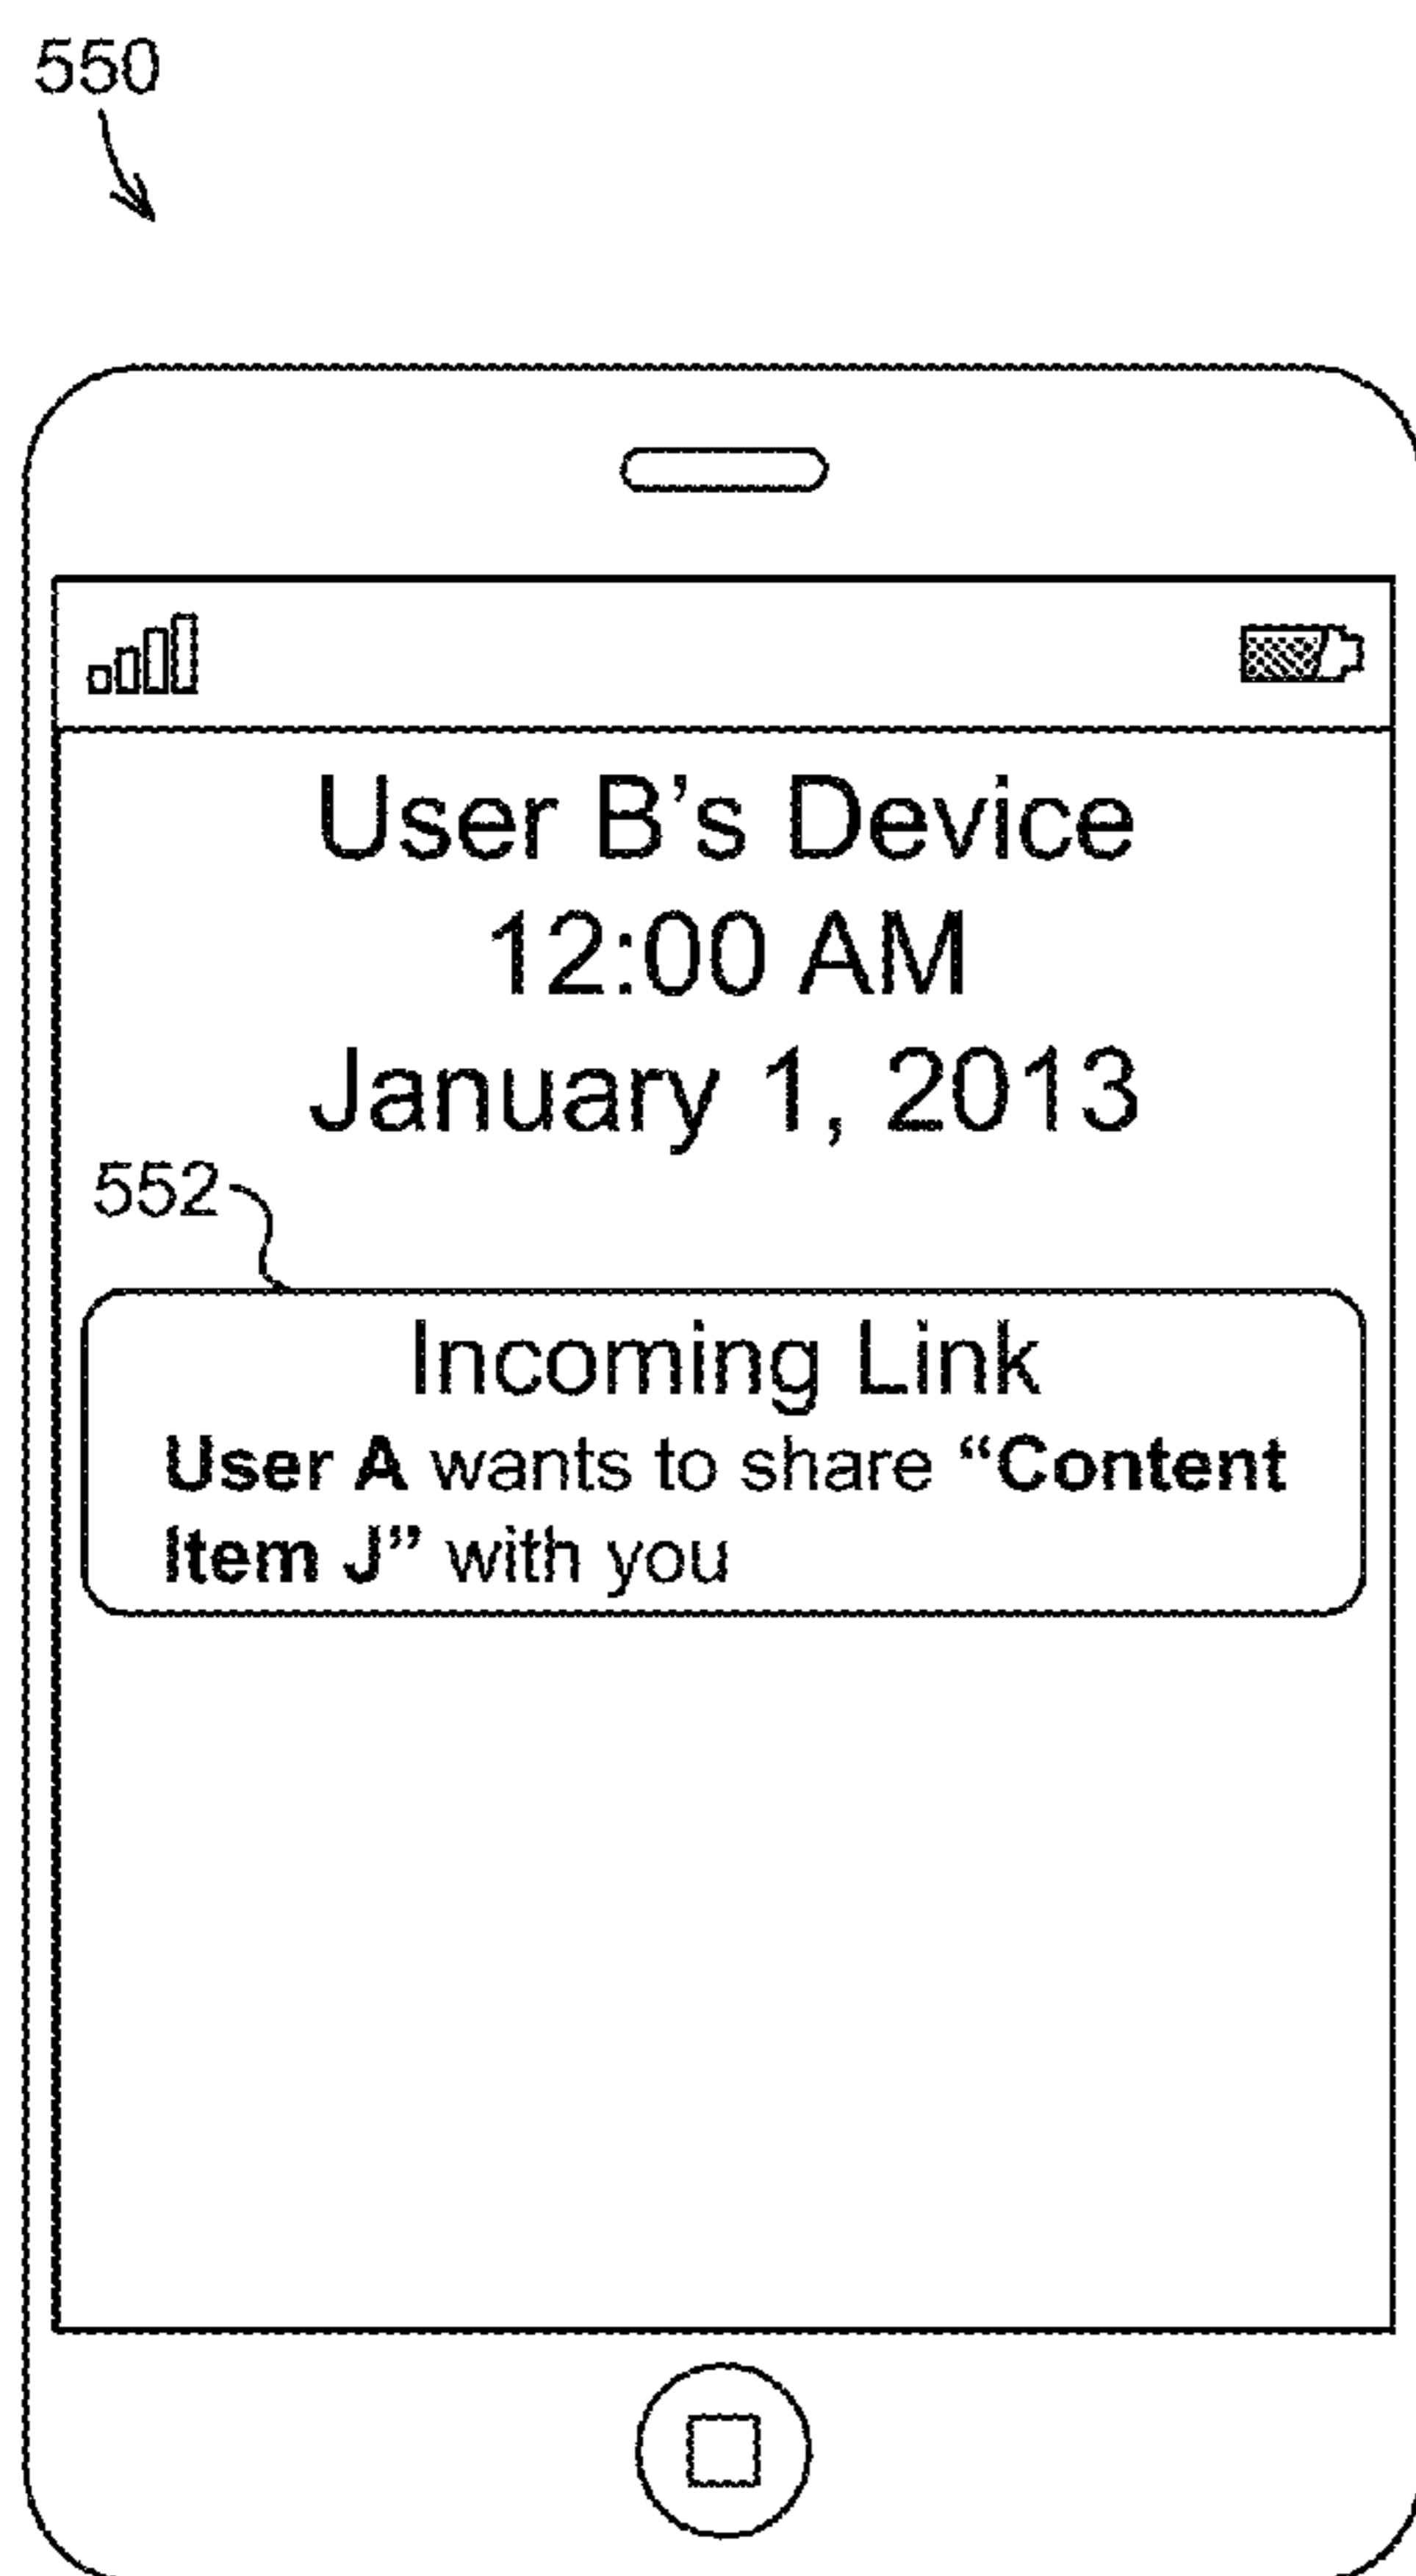 550
User B’s Device
12:00 AM
January 1, 2013
552
Incoming Link
User A wants to share “Content
Item J” with you